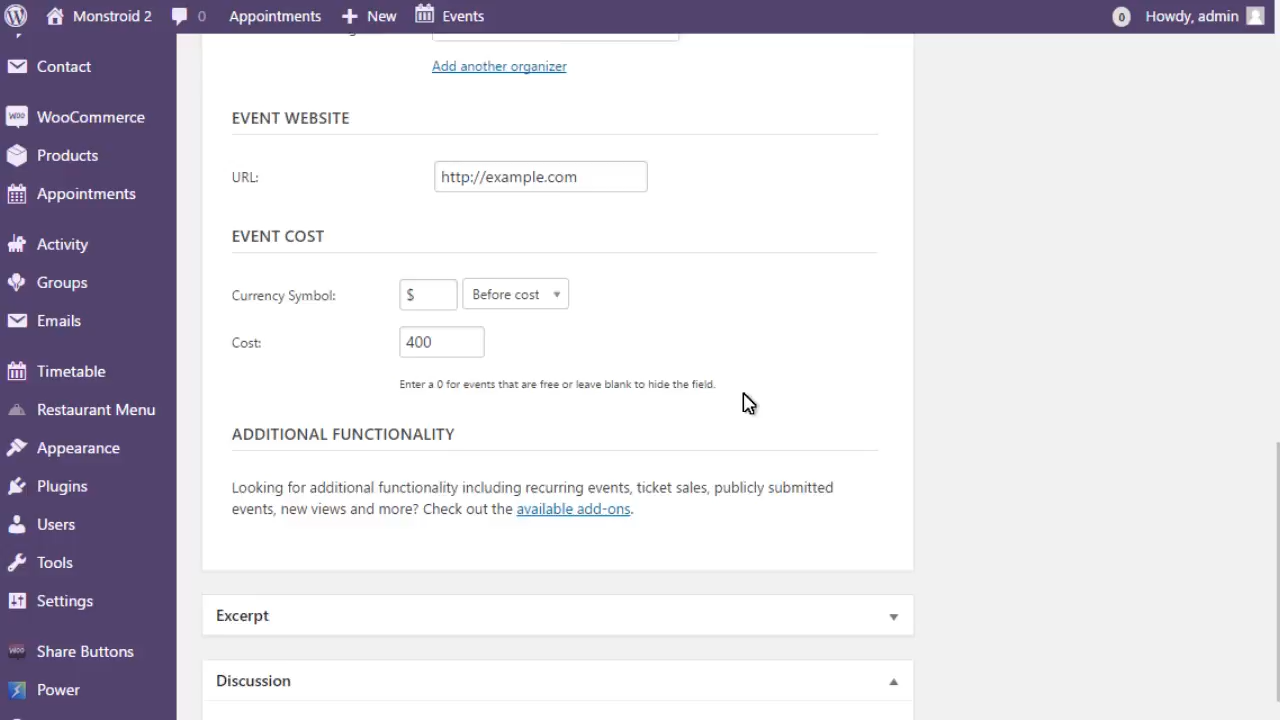 Monstroid 2
0
Appointments
New
Events
0
Howdy, admin
Contact
WOO
WooCommerce
Products
Appointments
Activity
Groups
Emails
Timetable
Restaurant Menu
Appearance
Plugins
Users
Tools
Settings
WOO
Share Buttons
Power
Add another organizer
EVENT WEBSITE
URL:
http://example.com
EVENT COST
Currency Symbol:
$
Before cost
Cost:
400
Enter a 0 for events that are free or leave blank to hide the field.
ADDITIONAL FUNCTIONALITY
Looking for additional functionality including recurring events, ticket sales, publicly submitted
events, new views and more? Check out the available add-ons.
Excerpt
Discussion